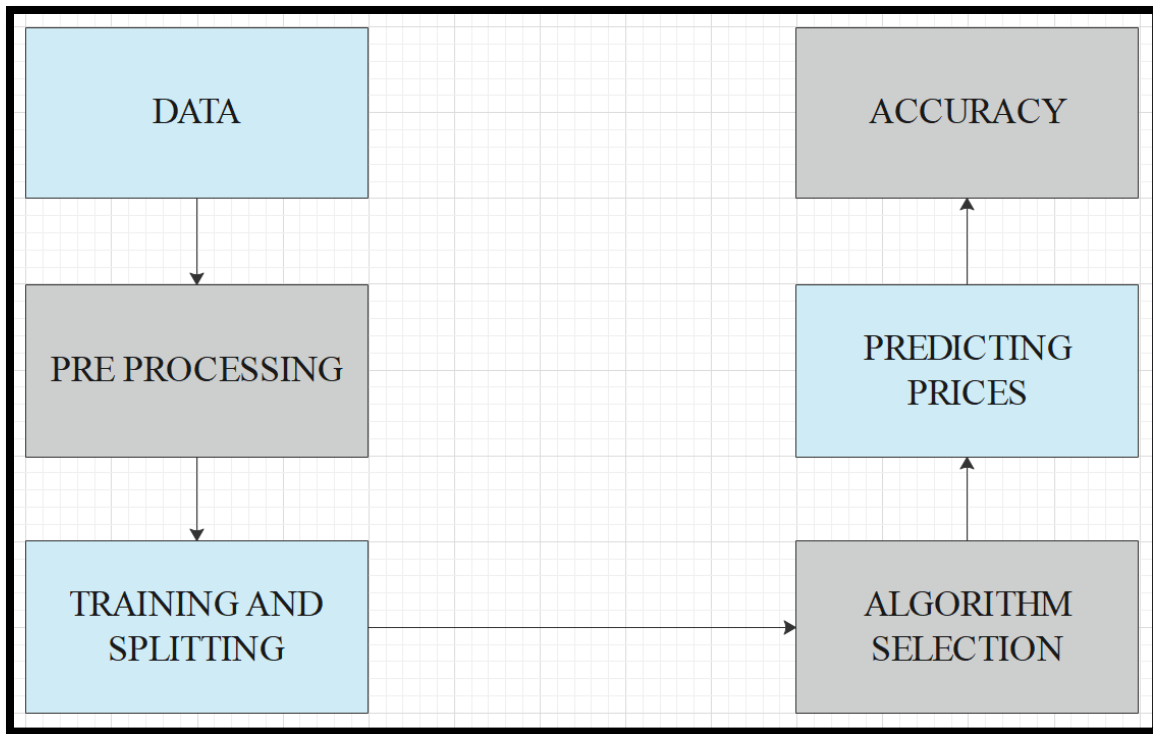 DATA
PRE PROCESSING
TRAINING AND
SPLITTING
ALGORITHM
SELECTION
PREDICTING
PRICES
ACCURACY